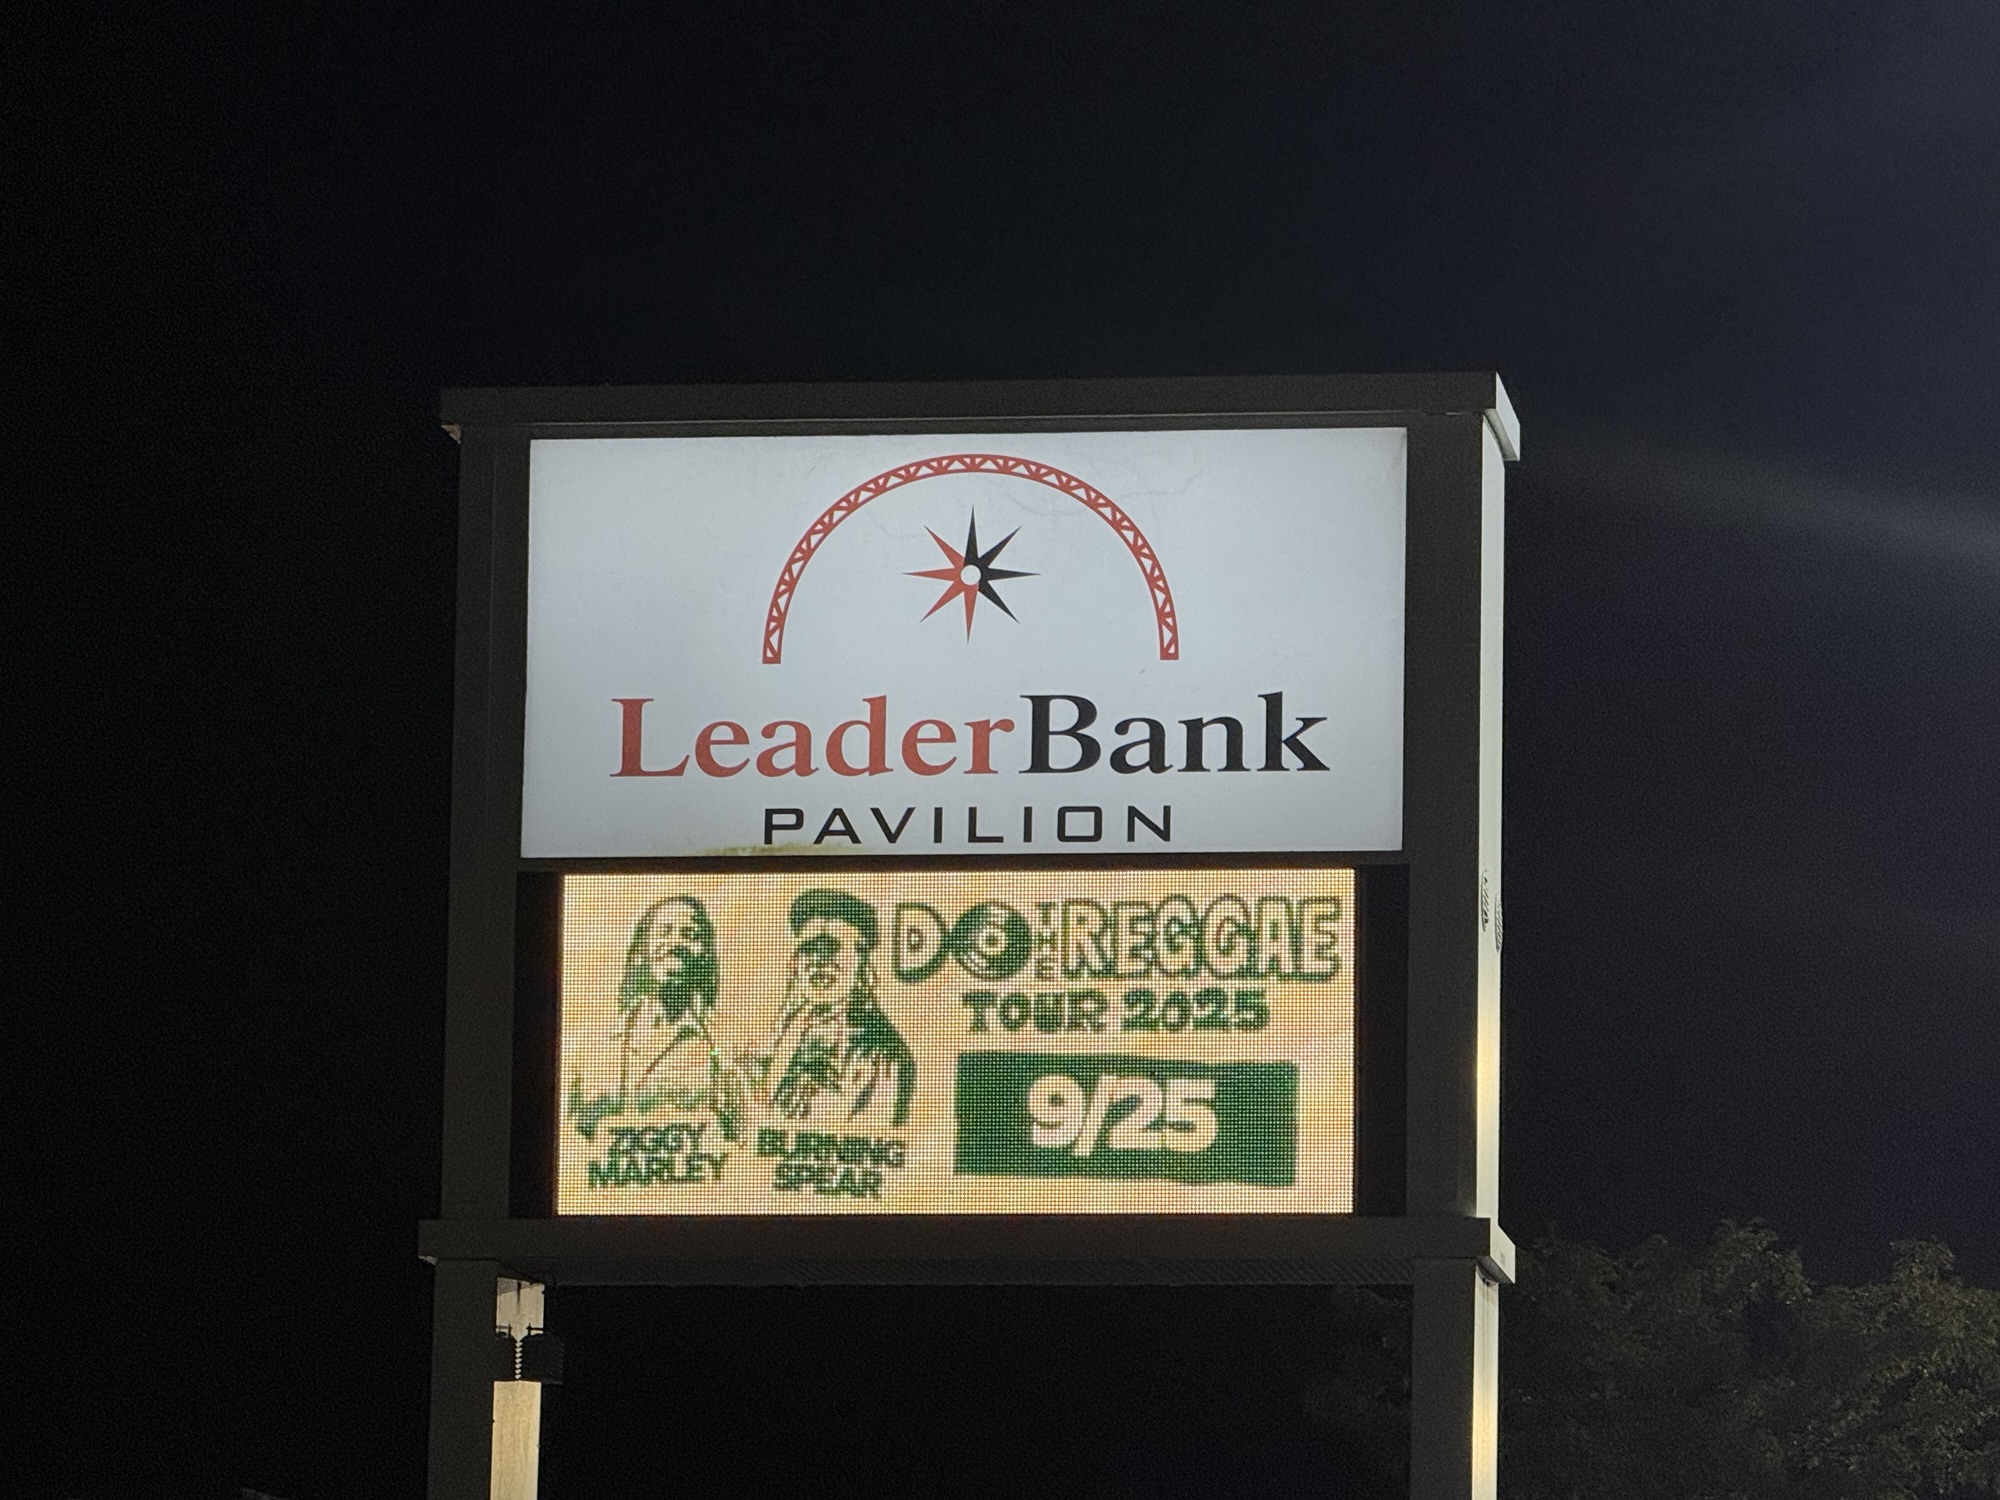 LeaderBank
PAVILION
DO THE REGGAE
TOUR 2025
9/25
ZIGGY
MARLEY
BURNING
SPEAR